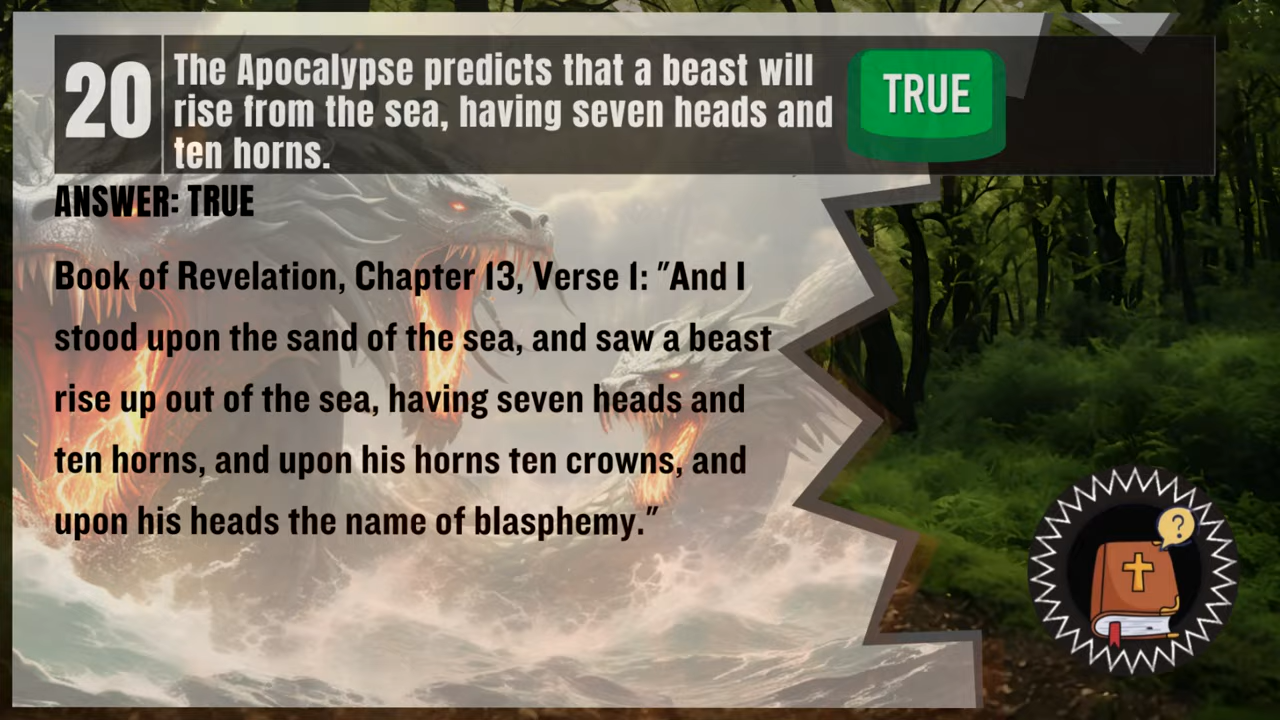 20
The Apocalypse predicts that a beast will
rise from the sea, having seven heads and
ten horns.
TRUE
ANSWER: TRUE
Book of Revelation, Chapter 13, Verse 1: "And I
stood upon the sand of the sea, and saw a beast
rise up out of the sea, having seven heads and
ten horns, and upon his horns ten crowns, and
upon his heads the name of blasphemy."
?